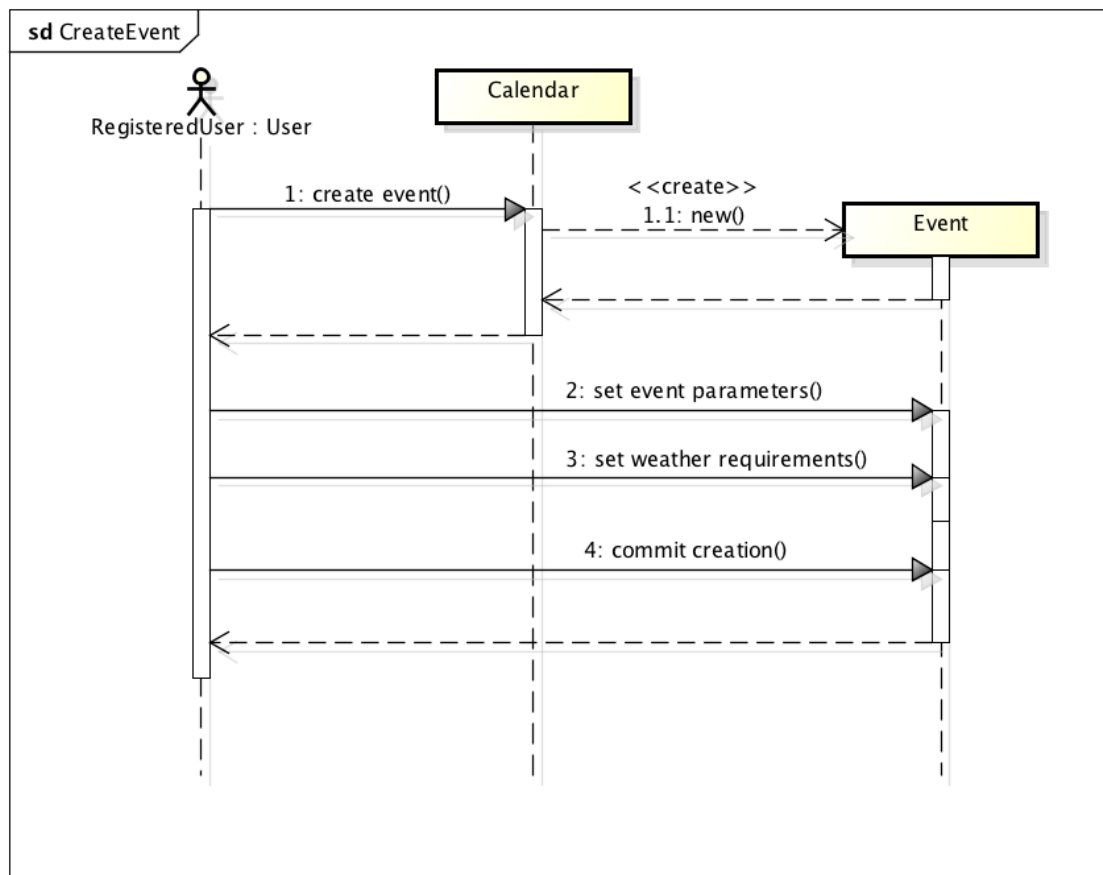 sd CreateEvent
Calendar
RegisteredUser : User
1: create event()
<<create>>
1.1: new()
Event
2: set event parameters()
3: set weather requirements()
4: commit creation()